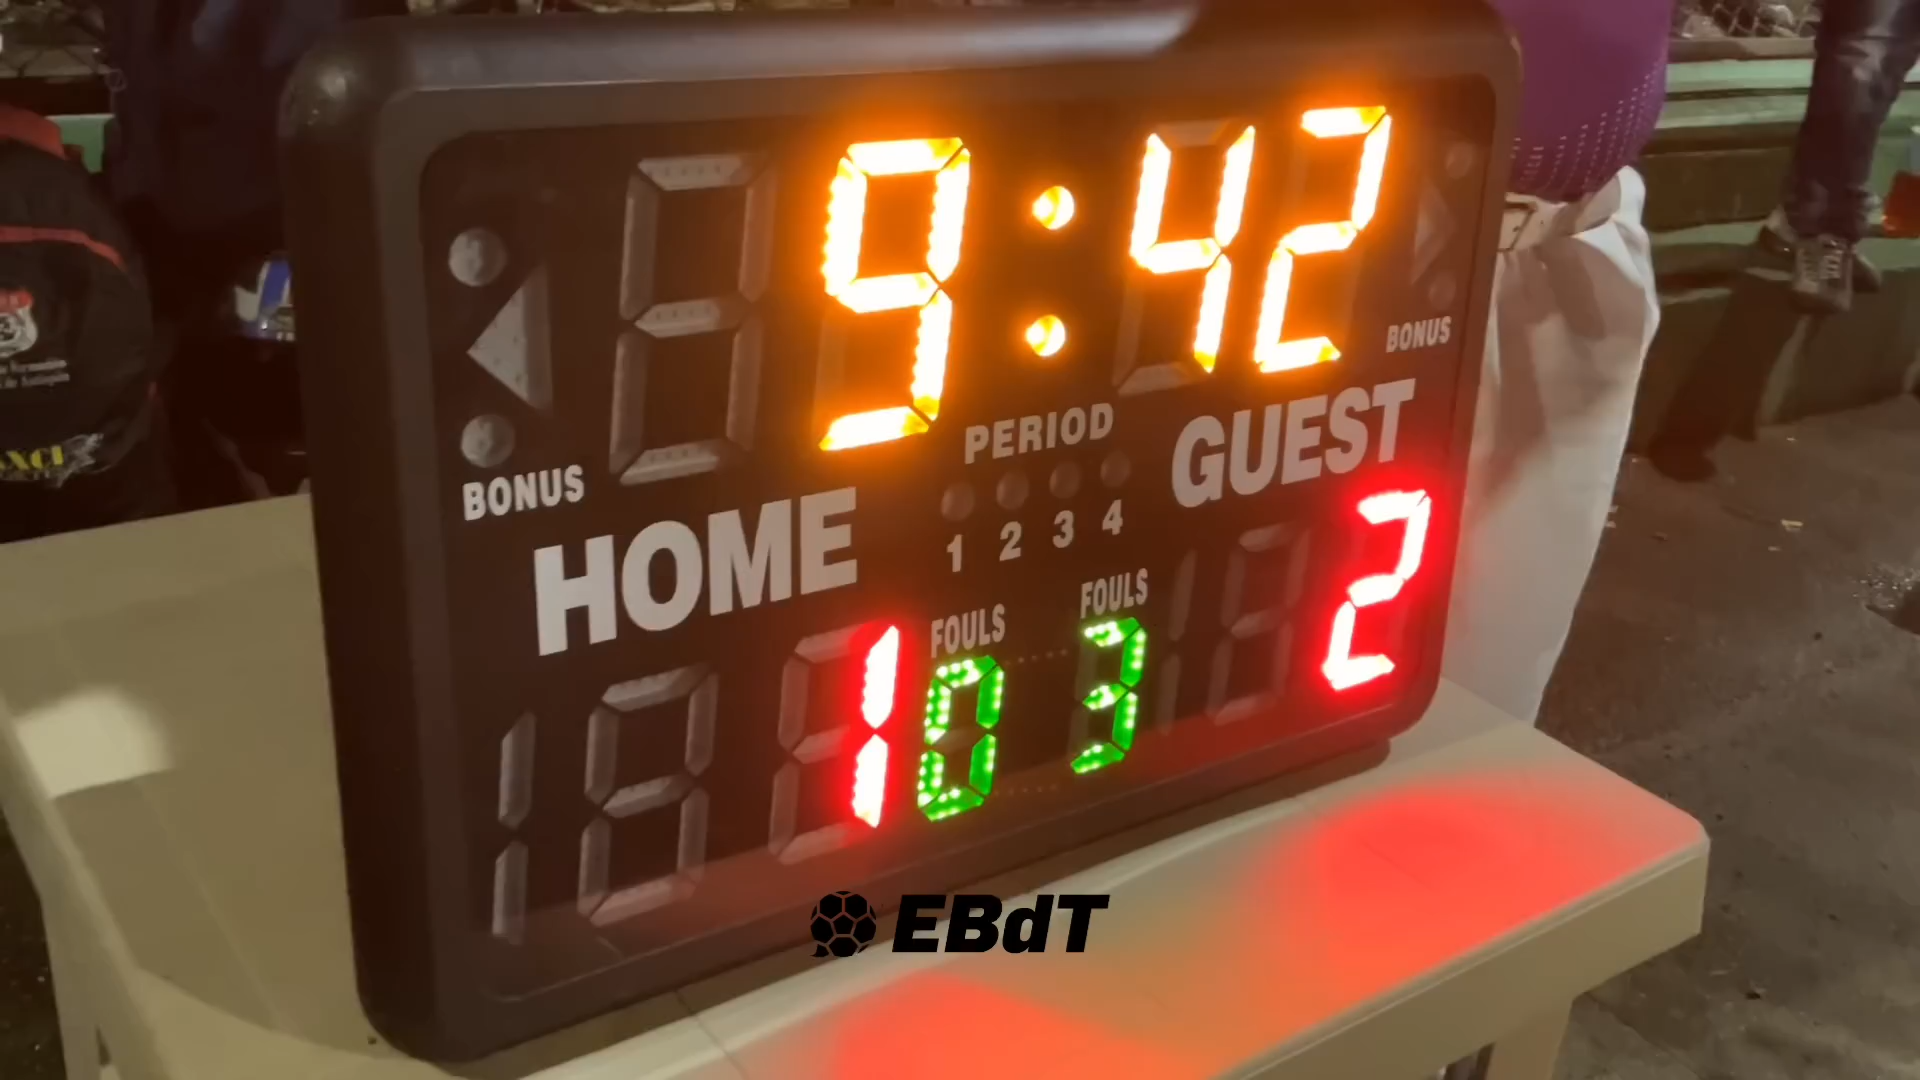 9:42
BONUS
PERIOD
1 2 3 4
BONUS
HOME
GUEST
FOULS
FOULS
1
0
3
2
EBdT